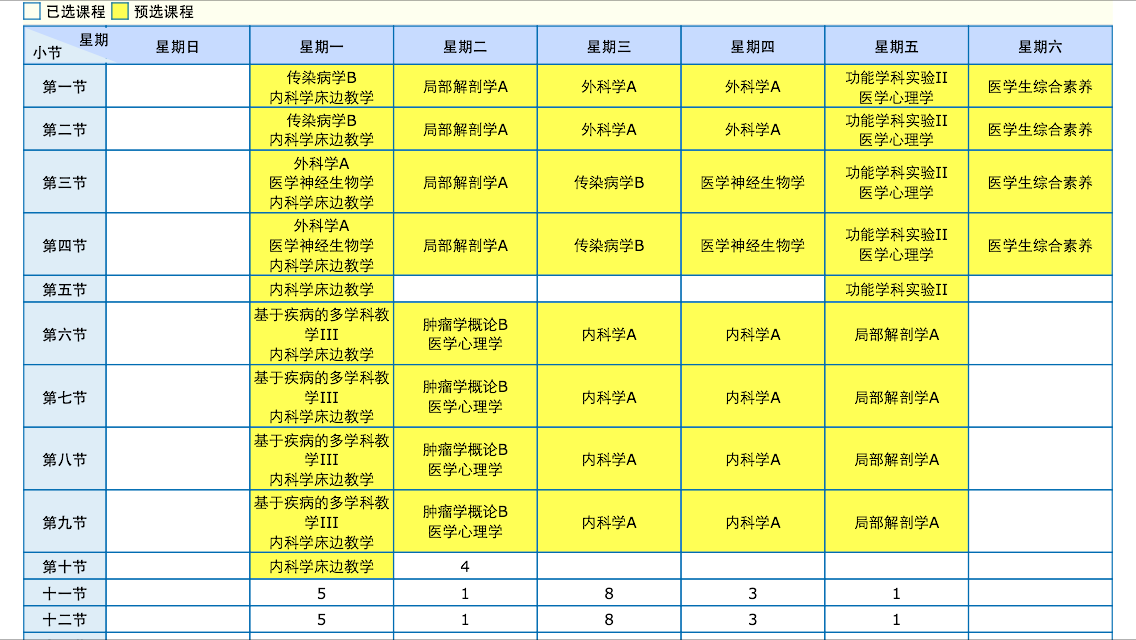 已选课程 预选课程
星期
小节 星期日 星期一 星期二 星期三 星期四 星期五 星期六
第一节 传染病学B 内科学床边教学 局部解剖学A 外科学A 外科学A 功能学科实验II 医学心理学 医学生综合素养
第二节 传染病学B 内科学床边教学 局部解剖学A 外科学A 外科学A 功能学科实验II 医学心理学 医学生综合素养
第三节 外科学A 医学神经生物学 内科学床边教学 局部解剖学A 传染病学B 医学神经生物学 功能学科实验II 医学心理学 医学生综合素养
第四节 外科学A 医学神经生物学 内科学床边教学 局部解剖学A 传染病学B 医学神经生物学 功能学科实验II 医学心理学 医学生综合素养
第五节 内科学床边教学 功能学科实验II
第六节 基于疾病的多学科教学III 内科学床边教学 肿瘤学概论B 医学心理学 内科学A 内科学A 局部解剖学A
第七节 基于疾病的多学科教学III 内科学床边教学 肿瘤学概论B 医学心理学 内科学A 内科学A 局部解剖学A
第八节 基于疾病的多学科教学III 内科学床边教学 肿瘤学概论B 医学心理学 内科学A 内科学A 局部解剖学A
第九节 基于疾病的多学科教学III 内科学床边教学 肿瘤学概论B 医学心理学 内科学A 内科学A 局部解剖学A
第十节 内科学床边教学 4
十一节 5 1 8 3 1
十二节 5 1 8 3 1